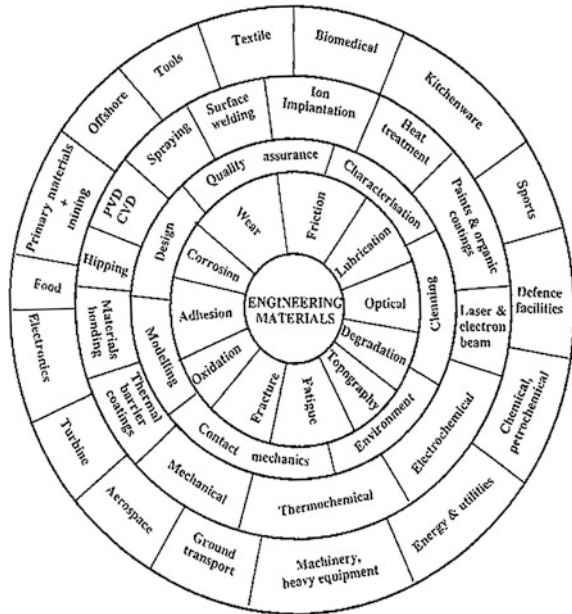 Textile
Biomedical
Kitchenware
Sports
Defence
facilities
Chemical,
petrochemical
Energy & utilities
Machinery,
heavy equipment
Ground
transport
Aerospace
Turbine
Electronics
Food
Primary materials
+
mining
Offshore
Tools
Surface
welding
Ion
Implantation
Heat
treatment
Paints & organic
coatings
Laser &
electron
beam
Electrochemical
Thermochemical
Mechanical
Thermal
barrier
coatings
Materials
bonding
Hipping
PVD
CVD
Spraying
Quality assurance
Characterisation
Cleaning
Environment
Contact mechanics
Modelling
Design
Wear
Friction
Lubrication
Optical
Degradation
Topography
Fatigue
Fracture
Oxidation
Adhesion
Corrosion
ENGINEERING
MATERIALS